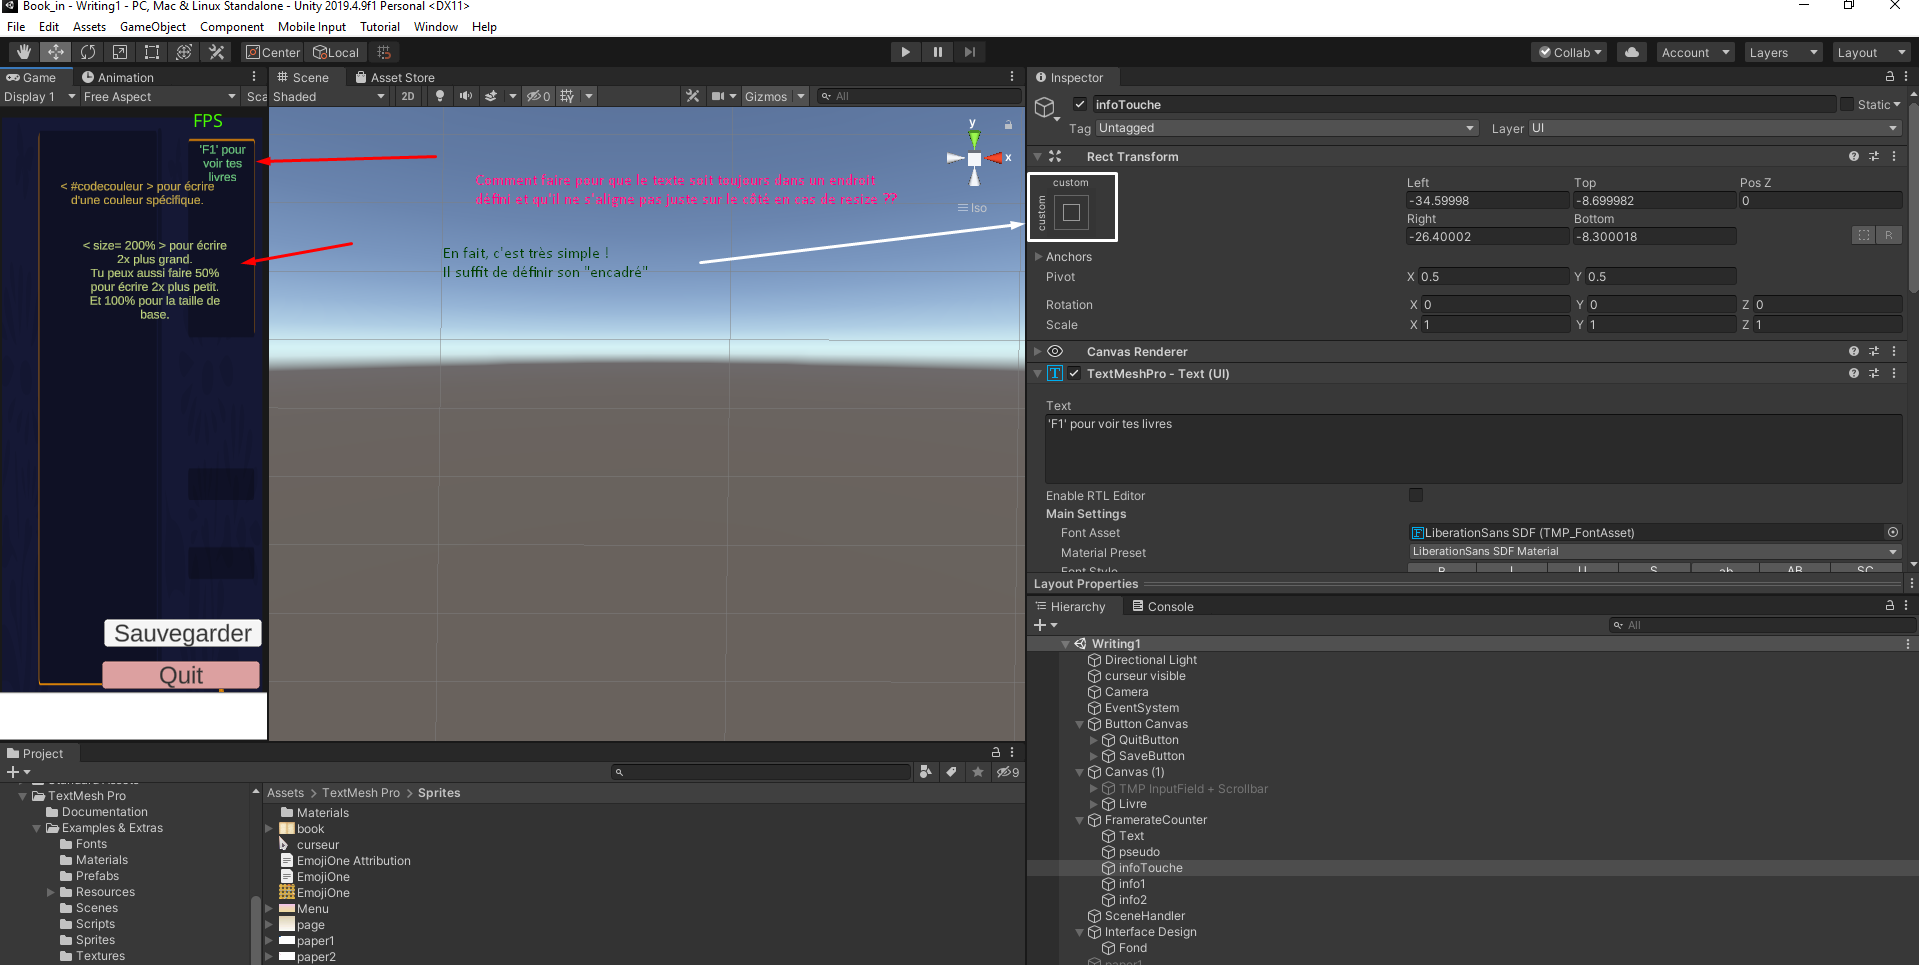 Book_in - Writing1 - PC, Mac & Linux Standalone - Unity 2019.4.9f1 Personal <DX11>
File Edit Assets GameObject Component Mobile Input Tutorial Window Help
Center Local Collab Account Layers Layout
Game Animation
Display 1 Free Aspect Sca
FPS
'F1' pour
voir tes
livres
< #codecouleur > pour écrire
d'une couleur spécifique.
< size= 200% > pour écrire
2x plus grand.
Tu peux aussi faire 50%
pour écrire 2x plus petit.
Et 100% pour la taille de
base.
Sauvegarder
Quit
Scene Asset Store
Shaded 2D 0 Gizmos All
y
x
Iso
Comment faire pour que le texte soit toujours dans un endroit
défini et qu'il ne s'aligne pas juste sur le côté en cas de resize ??
En fait, c'est très simple !
Il suffit de définir son "encadré"
Inspector
infoTouche Static
Tag Untagged Layer UI
Rect Transform
custom
custom
Left Top Pos Z
-34.59998 -8.699982 0
Right Bottom
-26.40002 -8.300018
R
Anchors
Pivot X 0.5 Y 0.5
Rotation X 0 Y 0 Z 0
Scale X 1 Y 1 Z 1
Canvas Renderer
TextMeshPro - Text (UI)
Text
'F1' pour voir tes livres
Enable RTL Editor
Main Settings
Font Asset LiberationSans SDF (TMP_FontAsset)
Material Preset LiberationSans SDF Material
Font Style B I U S ab AB SC
Layout Properties
Hierarchy Console
All
Writing1
Directional Light
curseur visible
Camera
EventSystem
Button Canvas
QuitButton
SaveButton
Canvas (1)
TMP InputField + Scrollbar
Livre
FramerateCounter
Text
pseudo
infoTouche
info1
info2
SceneHandler
Interface Design
Fond
paper1
Project
9
Standard Assets
TextMesh Pro
Documentation
Examples & Extras
Fonts
Materials
Prefabs
Resources
Scenes
Scripts
Sprites
Textures
Assets > TextMesh Pro > Sprites
Materials
book
curseur
EmojiOne Attribution
EmojiOne
EmojiOne
Menu
page
paper1
paper2